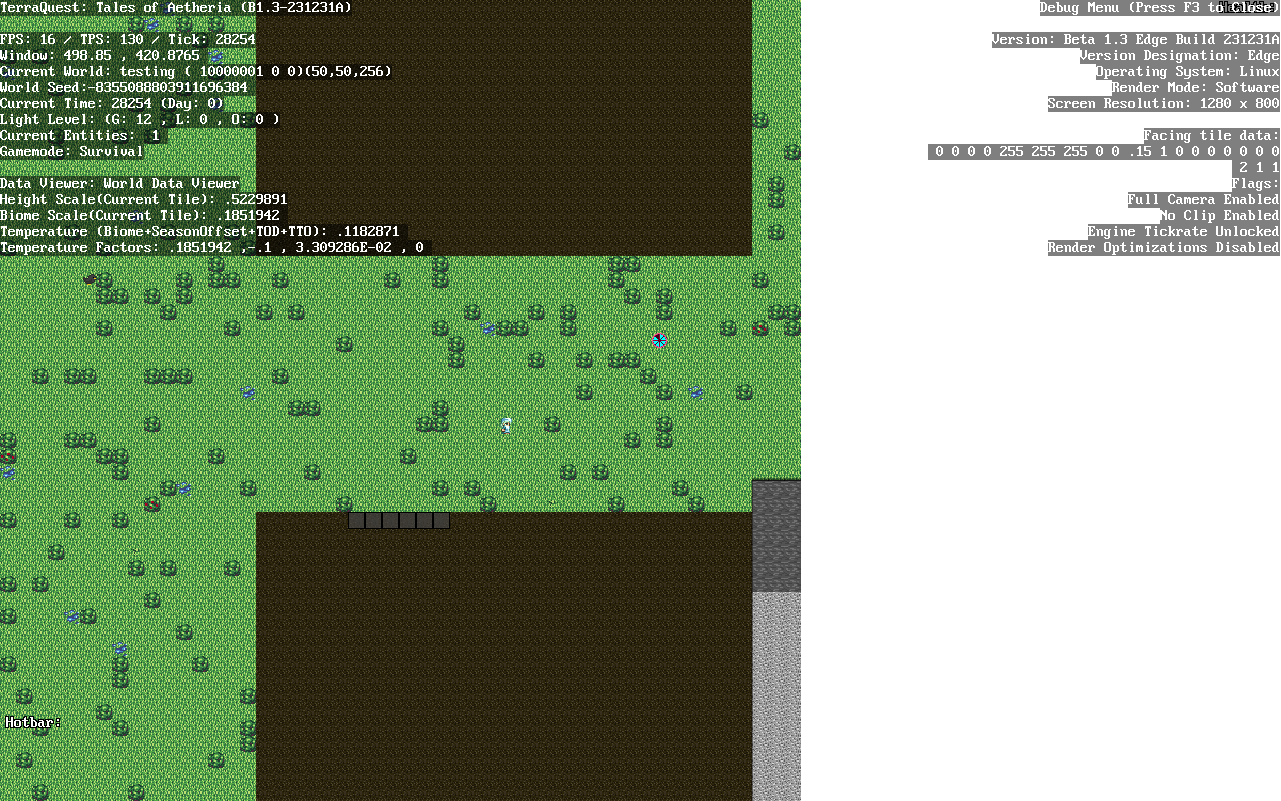 TerraQuest: Tales of Aetheria (B1.3-231231A)
FPS: 16 / TPS: 130 / Tick: 28254
Window: 498.85 , 420.8765
Current World: testing ( 10000001 0 0)(50,50,256)
World Seed:-8355088803911696384
Current Time: 28254 (Day: 0)
Light Level: (G: 12 , L: 0 , O: 0 )
Current Entities:  1
Gamemode: Survival
Data Viewer: World Data Viewer
Height Scale(Current Tile): .5229891
Biome Scale(Current Tile): .1851942
Temperature (Biome+SeasonOffset+TOD+TTO): .1182871
Temperature Factors: .1851942 ,-.1 , 3.309286E-02 , 0
Debug Menu (Press F3 to Close)
Version: Beta 1.3 Edge Build 231231A
Version Designation: Edge
Operating System: Linux
Render Mode: Software
Screen Resolution: 1280 x 800
Facing tile data:
0 0 0 0 255 255 255 0 0 .15 1 0 0 0 0 0 0 0
2 1 1
Flags:
Full Camera Enabled
No Clip Enabled
Engine Tickrate Unlocked
Render Optimizations Disabled
Hotbar: